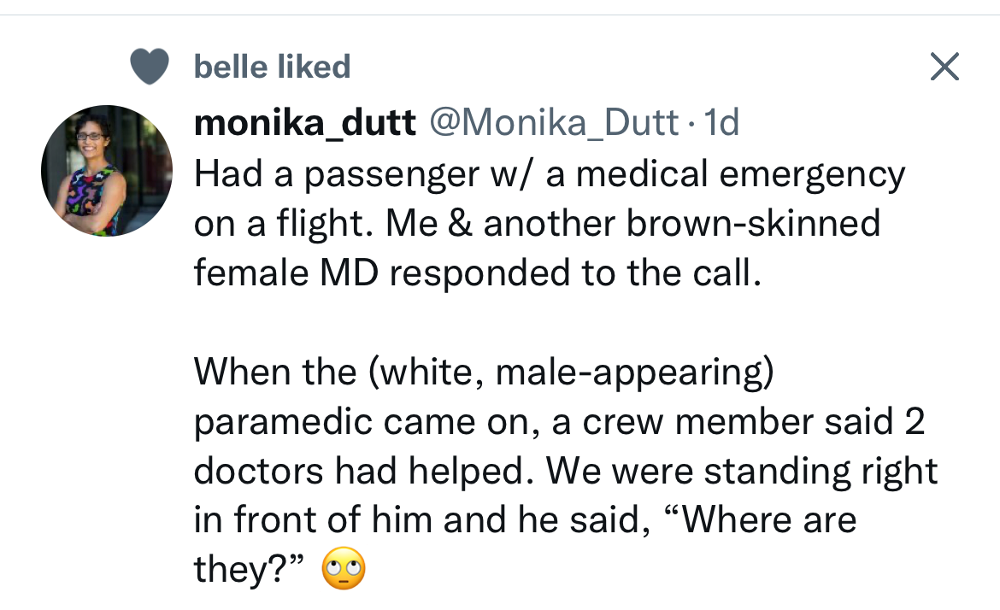 belle liked
monika_dutt @Monika_Dutt · 1d
Had a passenger w/ a medical emergency
on a flight. Me & another brown-skinned
female MD responded to the call.
When the (white, male-appearing)
paramedic came on, a crew member said 2
doctors had helped. We were standing right
in front of him and he said, “Where are
they?” 🙄